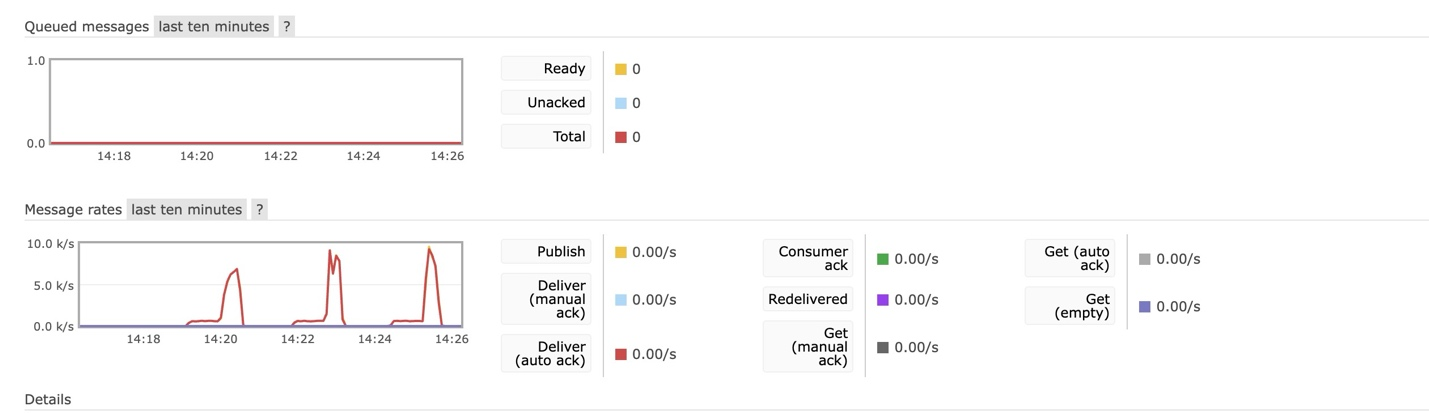 Queued messages last ten minutes ?
1.0
0.0
14:18 14:20 14:22 14:24 14:26
Ready 0
Unacked 0
Total 0
Message rates last ten minutes ?
10.0 k/s
5.0 k/s
0.0 k/s
14:18 14:20 14:22 14:24 14:26
Publish 0.00/s
Deliver
(manual 0.00/s
ack)
Deliver
(auto ack) 0.00/s
Consumer
ack 0.00/s
Redelivered 0.00/s
Get
(manual 0.00/s
ack)
Get (auto
ack) 0.00/s
Get
(empty) 0.00/s
Details